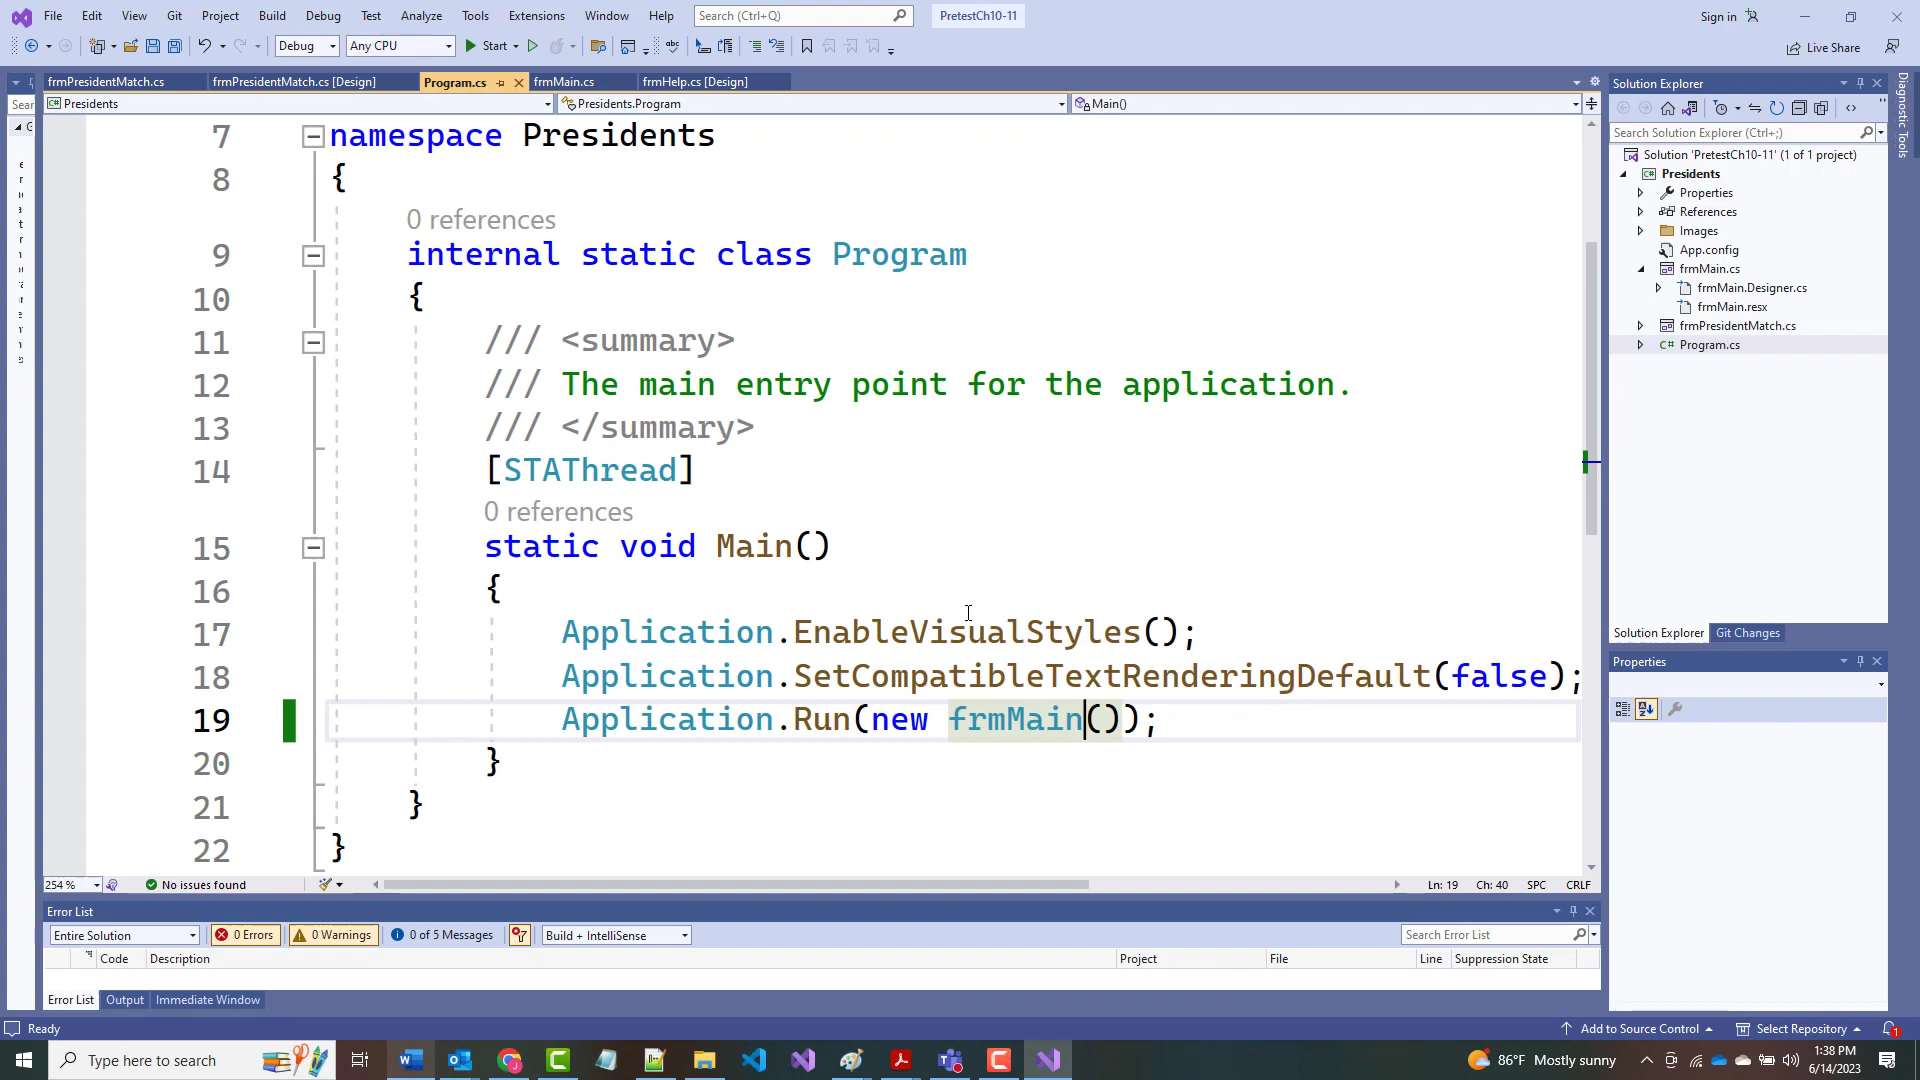 File Edit View Git Project Build Debug Test Analyze Tools Extensions Window Help Search (Ctrl+Q) PretestCh10-11 Sign in
Debug Any CPU Start Live Share
frmPresidentMatch.cs frmPresidentMatch.cs [Design] Program.cs frmMain.cs frmHelp.cs [Design]
Presidents Presidents.Program Main()
7 namespace Presidents
8 {
0 references
9 internal static class Program
10 {
11 /// <summary>
12 /// The main entry point for the application.
13 /// </summary>
14 [STAThread]
0 references
15 static void Main()
16 {
17 Application.EnableVisualStyles();
18 Application.SetCompatibleTextRenderingDefault(false);
19 Application.Run(new frmMain());
20 }
21 }
22 }
254 % No issues found Ln: 19 Ch: 40 SPC CRLF
Error List
Entire Solution 0 Errors 0 Warnings 0 of 5 Messages Build + IntelliSense Search Error List
Code Description Project File Line Suppression State
Error List Output Immediate Window
Solution Explorer
Search Solution Explorer (Ctrl+;)
Solution 'PretestCh10-11' (1 of 1 project)
Presidents
Properties
References
Images
App.config
frmMain.cs
frmMain.Designer.cs
frmMain.resx
frmPresidentMatch.cs
C# Program.cs
Solution Explorer Git Changes
Properties
Diagnostic Tools
Ready Add to Source Control Select Repository 1
Type here to search 86°F Mostly sunny 1:38 PM
6/14/2023